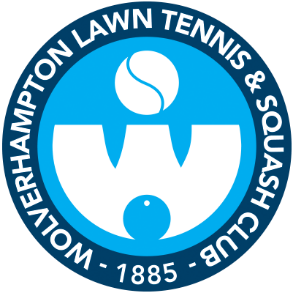 WOLVERHAMPTON LAWN TENNIS & SQUASH CLUB
- 1885 -